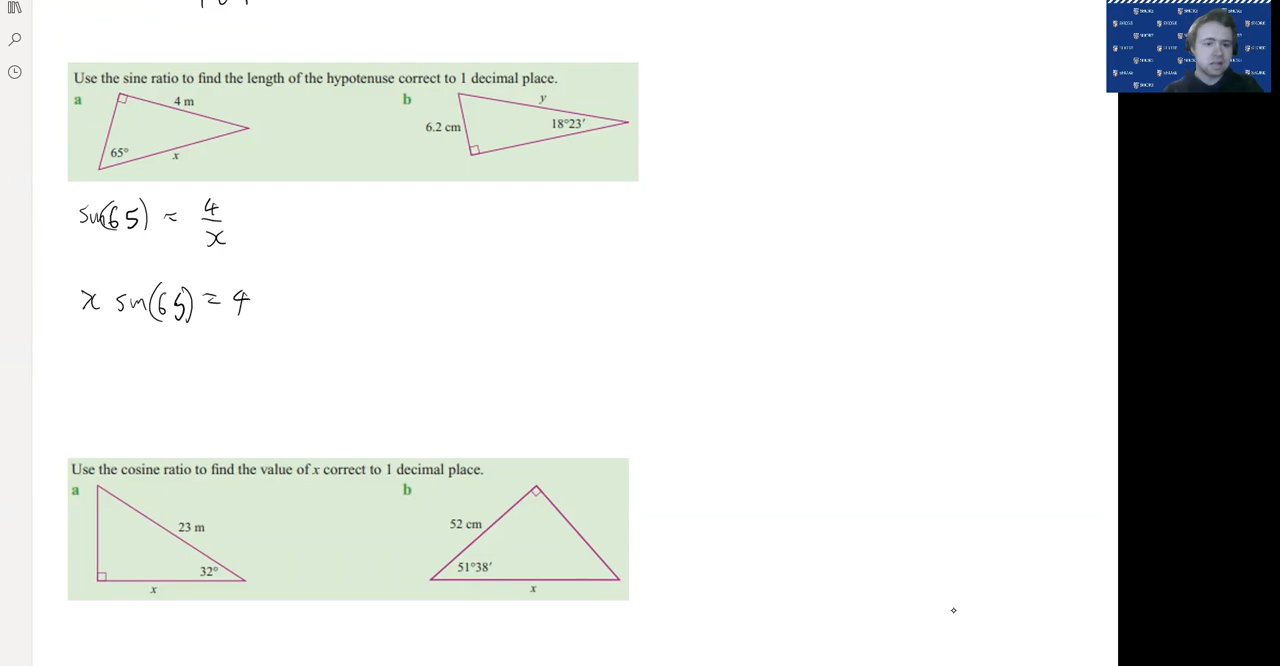 Use the sine ratio to find the length of the hypotenuse correct to 1 decimal place.
a
4 m
65°
x
b
y
6.2 cm
18°23′
sin(65) = 4/x
x sin(65) = 4
Use the cosine ratio to find the value of x correct to 1 decimal place.
a
23 m
32°
x
b
52 cm
51°38′
x